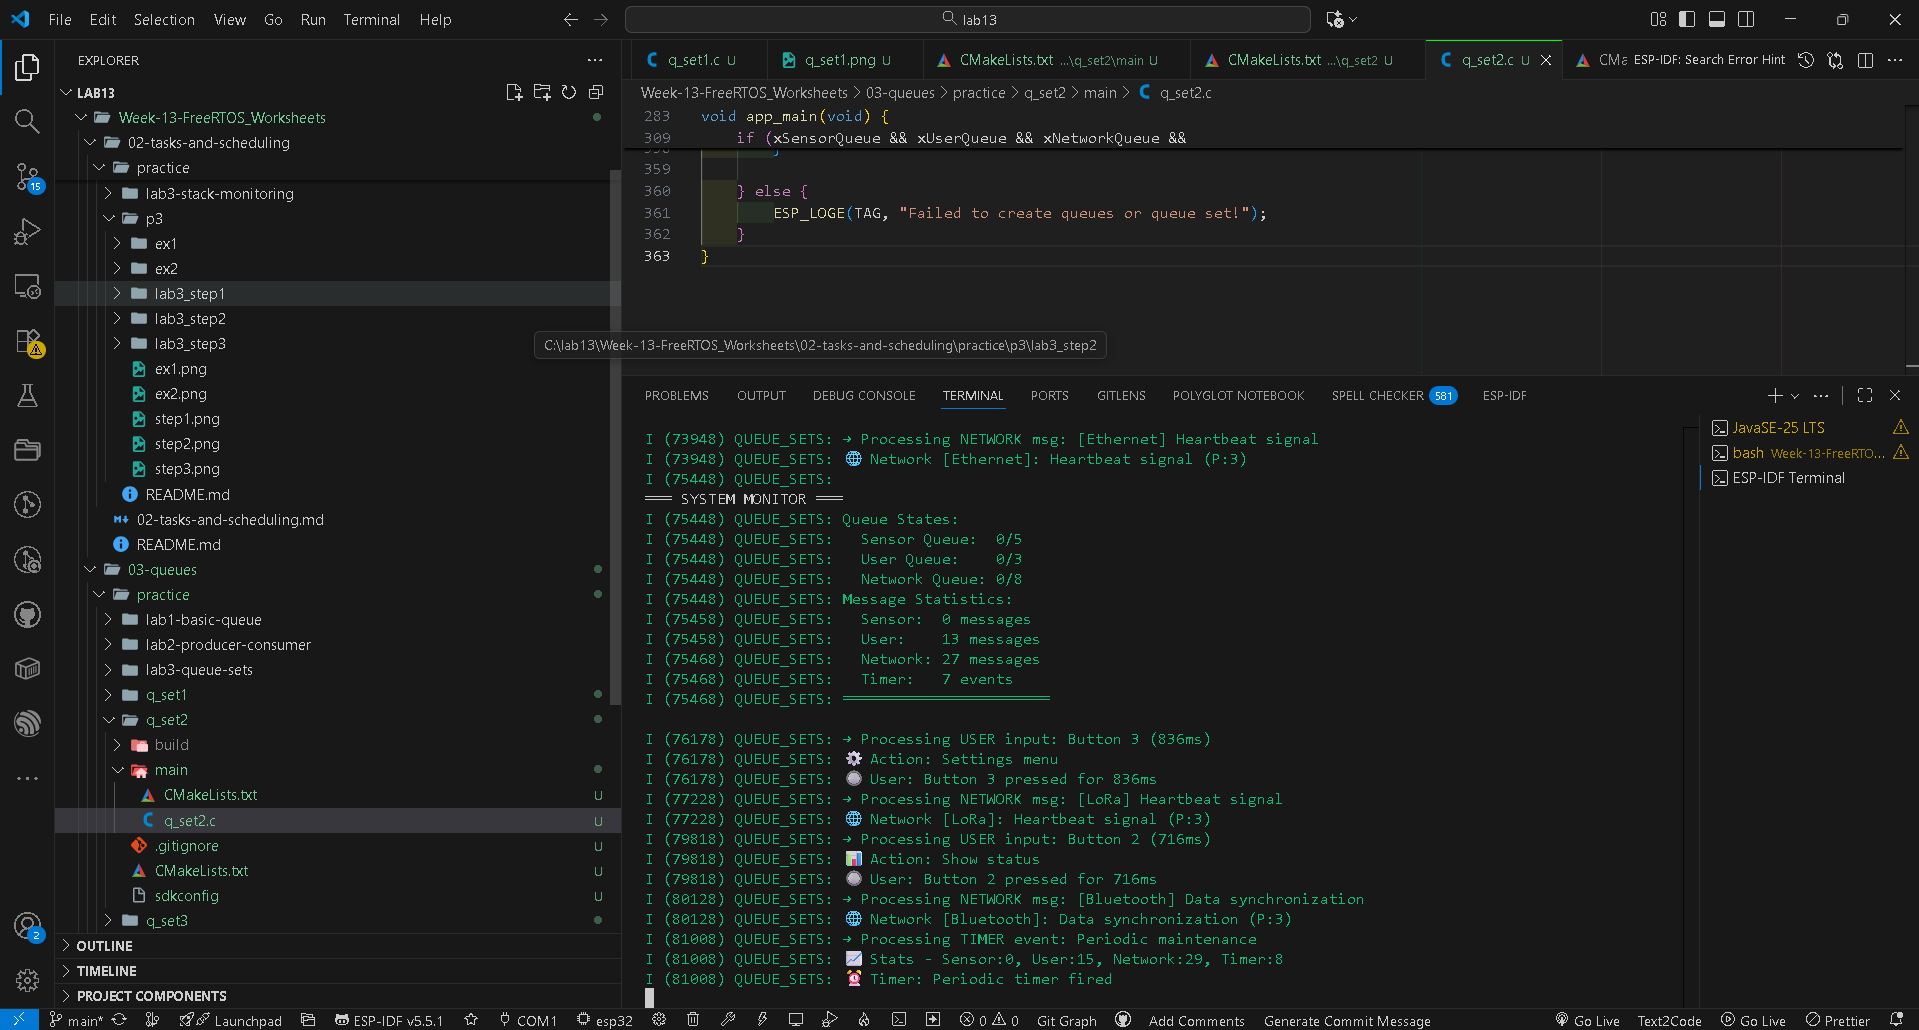 File Edit Selection View Go Run Terminal Help
lab13
EXPLORER
LAB13
Week-13-FreeRTOS_Worksheets
02-tasks-and-scheduling
practice
lab3-stack-monitoring
p3
ex1
ex2
lab3_step1
lab3_step2
lab3_step3
ex1.png
ex2.png
step1.png
step2.png
step3.png
README.md
02-tasks-and-scheduling.md
README.md
03-queues
practice
lab1-basic-queue
lab2-producer-consumer
lab3-queue-sets
q_set1
q_set2
build
main
CMakeLists.txt U
q_set2.c U
.gitignore U
CMakeLists.txt U
sdkconfig U
q_set3
OUTLINE
TIMELINE
PROJECT COMPONENTS
15
2
q_set1.c U
q_set1.png U
CMakeLists.txt ...\q_set2\main U
CMakeLists.txt ...\q_set2 U
q_set2.c U
CMa
ESP-IDF: Search Error Hint
Week-13-FreeRTOS_Worksheets > 03-queues > practice > q_set2 > main > q_set2.c
283 void app_main(void) {
309 if (xSensorQueue && xUserQueue && xNetworkQueue &&
359
360 } else {
361 ESP_LOGE(TAG, "Failed to create queues or queue set!");
362 }
363 }
C:\lab13\Week-13-FreeRTOS_Worksheets\02-tasks-and-scheduling\practice\p3\lab3_step2
PROBLEMS OUTPUT DEBUG CONSOLE TERMINAL PORTS GITLENS POLYGLOT NOTEBOOK SPELL CHECKER 581 ESP-IDF
I (73948) QUEUE_SETS: → Processing NETWORK msg: [Ethernet] Heartbeat signal
I (73948) QUEUE_SETS: 🌐 Network [Ethernet]: Heartbeat signal (P:3)
I (75448) QUEUE_SETS:
═══ SYSTEM MONITOR ═══
I (75448) QUEUE_SETS: Queue States:
I (75448) QUEUE_SETS:   Sensor Queue:  0/5
I (75448) QUEUE_SETS:   User Queue:    0/3
I (75448) QUEUE_SETS:   Network Queue: 0/8
I (75448) QUEUE_SETS: Message Statistics:
I (75458) QUEUE_SETS:   Sensor:  0 messages
I (75458) QUEUE_SETS:   User:    13 messages
I (75468) QUEUE_SETS:   Network: 27 messages
I (75468) QUEUE_SETS:   Timer:   7 events
I (75468) QUEUE_SETS: ═══════════════════════
I (76178) QUEUE_SETS: → Processing USER input: Button 3 (836ms)
I (76178) QUEUE_SETS: ⚙️ Action: Settings menu
I (76178) QUEUE_SETS: 🔘 User: Button 3 pressed for 836ms
I (77228) QUEUE_SETS: → Processing NETWORK msg: [LoRa] Heartbeat signal
I (77228) QUEUE_SETS: 🌐 Network [LoRa]: Heartbeat signal (P:3)
I (79818) QUEUE_SETS: → Processing USER input: Button 2 (716ms)
I (79818) QUEUE_SETS: 📊 Action: Show status
I (79818) QUEUE_SETS: 🔘 User: Button 2 pressed for 716ms
I (80128) QUEUE_SETS: → Processing NETWORK msg: [Bluetooth] Data synchronization
I (80128) QUEUE_SETS: 🌐 Network [Bluetooth]: Data synchronization (P:3)
I (81008) QUEUE_SETS: → Processing TIMER event: Periodic maintenance
I (81008) QUEUE_SETS: 📈 Stats - Sensor:0, User:15, Network:29, Timer:8
I (81008) QUEUE_SETS: ⏰ Timer: Periodic timer fired
JavaSE-25 LTS
bash Week-13-FreeRTO...
ESP-IDF Terminal
main* Launchpad ESP-IDF v5.5.1 COM1 esp32 0 0 Git Graph Add Comments Generate Commit Message Go Live Text2Code Go Live Prettier